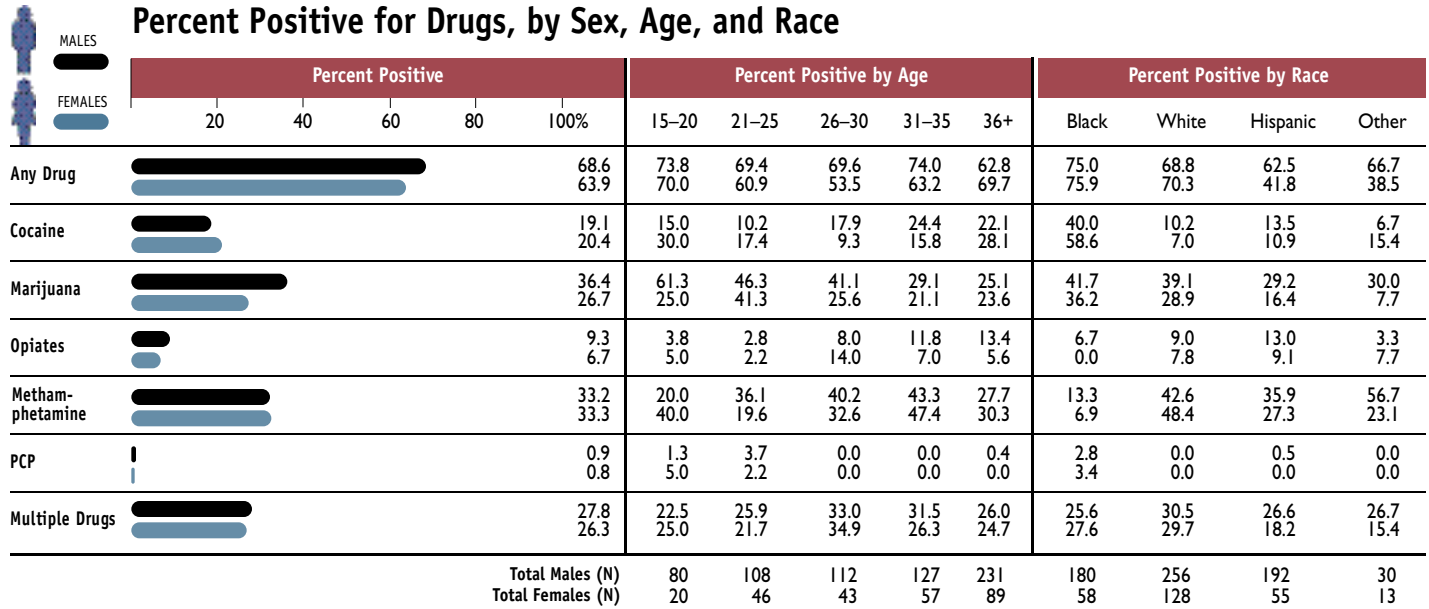 Percent Positive for Drugs, by Sex, Age, and Race
MALES
FEMALES
Percent Positive Percent Positive by Age Percent Positive by Race
20 40 60 80 100% 15–20 21–25 26–30 31–35 36+ Black White Hispanic Other
Any Drug
68.6 73.8 69.4 69.6 74.0 62.8 75.0 68.8 62.5 66.7
63.9 70.0 60.9 53.5 63.2 69.7 75.9 70.3 41.8 38.5
Cocaine
19.1 15.0 10.2 17.9 24.4 22.1 40.0 10.2 13.5 6.7
20.4 30.0 17.4 9.3 15.8 28.1 58.6 7.0 10.9 15.4
Marijuana
36.4 61.3 46.3 41.1 29.1 25.1 41.7 39.1 29.2 30.0
26.7 25.0 41.3 25.6 21.1 23.6 36.2 28.9 16.4 7.7
Opiates
9.3 3.8 2.8 8.0 11.8 13.4 6.7 9.0 13.0 3.3
6.7 5.0 2.2 14.0 7.0 5.6 0.0 7.8 9.1 7.7
Metham-
phetamine
33.2 20.0 36.1 40.2 43.3 27.7 13.3 42.6 35.9 56.7
33.3 40.0 19.6 32.6 47.4 30.3 6.9 48.4 27.3 23.1
PCP
0.9 1.3 3.7 0.0 0.0 0.4 2.8 0.0 0.5 0.0
0.8 5.0 2.2 0.0 0.0 0.0 3.4 0.0 0.0 0.0
Multiple Drugs
27.8 22.5 25.9 33.0 31.5 26.0 25.6 30.5 26.6 26.7
26.3 25.0 21.7 34.9 26.3 24.7 27.6 29.7 18.2 15.4
Total Males (N) 80 108 112 127 231 180 256 192 30
Total Females (N) 20 46 43 57 89 58 128 55 13